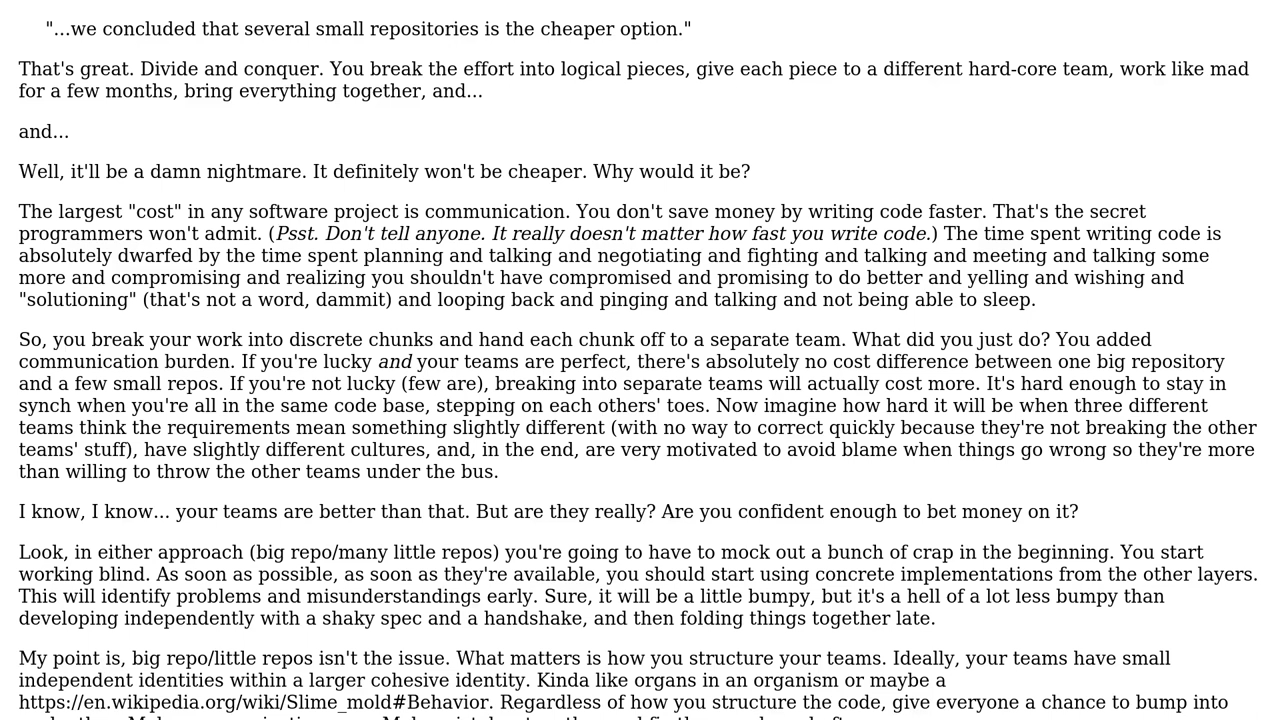 "...we concluded that several small repositories is the cheaper option."
That's great. Divide and conquer. You break the effort into logical pieces, give each piece to a different hard-core team, work like mad
for a few months, bring everything together, and...
and...
Well, it'll be a damn nightmare. It definitely won't be cheaper. Why would it be?
The largest "cost" in any software project is communication. You don't save money by writing code faster. That's the secret
programmers won't admit. (Psst. Don't tell anyone. It really doesn't matter how fast you write code.) The time spent writing code is
absolutely dwarfed by the time spent planning and talking and negotiating and fighting and talking and meeting and talking some
more and compromising and realizing you shouldn't have compromised and promising to do better and yelling and wishing and
"solutioning" (that's not a word, dammit) and looping back and pinging and talking and not being able to sleep.
So, you break your work into discrete chunks and hand each chunk off to a separate team. What did you just do? You added
communication burden. If you're lucky and your teams are perfect, there's absolutely no cost difference between one big repository
and a few small repos. If you're not lucky (few are), breaking into separate teams will actually cost more. It's hard enough to stay in
synch when you're all in the same code base, stepping on each others' toes. Now imagine how hard it will be when three different
teams think the requirements mean something slightly different (with no way to correct quickly because they're not breaking the other
teams' stuff), have slightly different cultures, and, in the end, are very motivated to avoid blame when things go wrong so they're more
than willing to throw the other teams under the bus.
I know, I know... your teams are better than that. But are they really? Are you confident enough to bet money on it?
Look, in either approach (big repo/many little repos) you're going to have to mock out a bunch of crap in the beginning. You start
working blind. As soon as possible, as soon as they're available, you should start using concrete implementations from the other layers.
This will identify problems and misunderstandings early. Sure, it will be a little bumpy, but it's a hell of a lot less bumpy than
developing independently with a shaky spec and a handshake, and then folding things together late.
My point is, big repo/little repos isn't the issue. What matters is how you structure your teams. Ideally, your teams have small
independent identities within a larger cohesive identity. Kinda like organs in an organism or maybe a
https://en.wikipedia.org/wiki/Slime_mold#Behavior. Regardless of how you structure the code, give everyone a chance to bump into